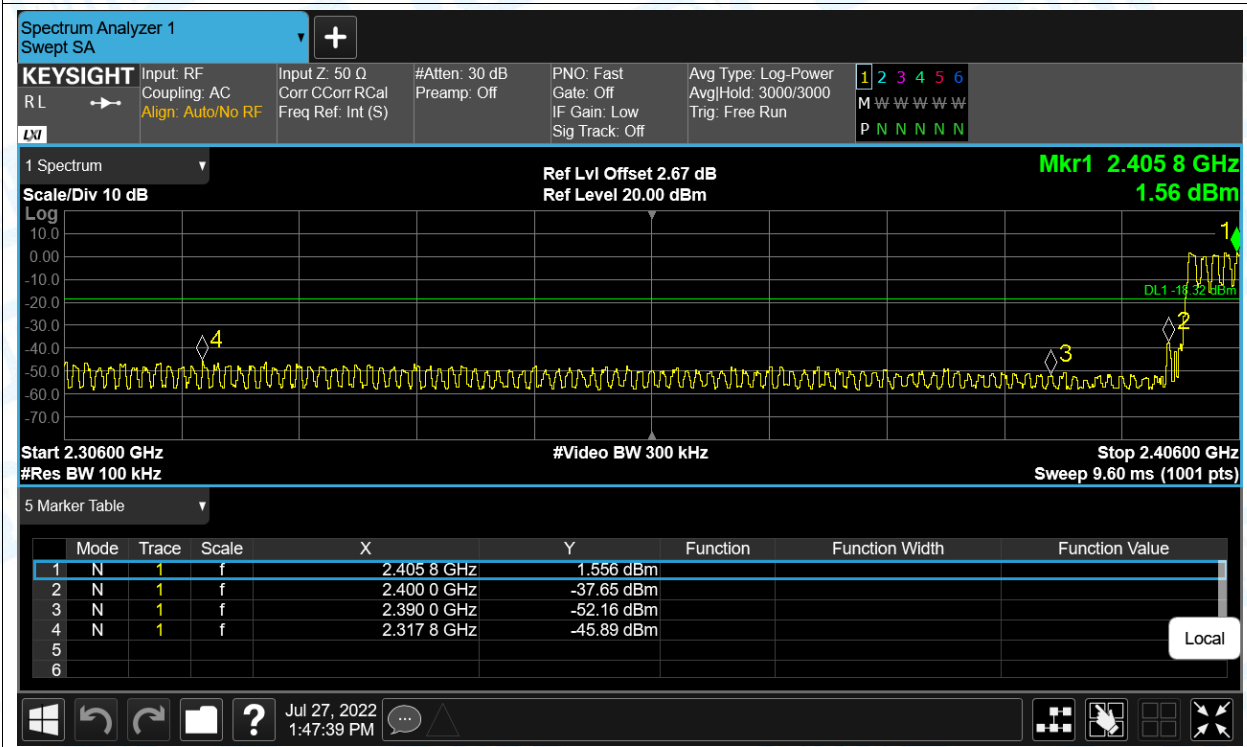 Spectrum Analyzer 1
Swept SA
KEYSIGHT Input: RF Input Z: 50 Ω #Atten: 30 dB PNO: Fast Avg Type: Log-Power 1 2 3 4 5 6
RL Coupling: AC Corr CCorr RCal Preamp: Off Gate: Off Avg|Hold: 3000/3000 M W W W W W
Align: Auto/No RF Freq Ref: Int (S) IF Gain: Low Trig: Free Run
LXI Sig Track: Off P N N N N N
1 Spectrum Ref Lvl Offset 2.67 dB Mkr1 2.405 8 GHz
Scale/Div 10 dB Ref Level 20.00 dBm 1.56 dBm
Log
10.0 1
0.00
-10.0
DL1 -18.32 dBm
-20.0
-30.0 2
-40.0 4 3
-50.0
-60.0
-70.0
Start 2.30600 GHz #Video BW 300 kHz Stop 2.40600 GHz
#Res BW 100 kHz Sweep 9.60 ms (1001 pts)
5 Marker Table
Mode Trace Scale X Y Function Function Width Function Value
1 N 1 f 2.405 8 GHz 1.556 dBm
2 N 1 f 2.400 0 GHz -37.65 dBm
3 N 1 f 2.390 0 GHz -52.16 dBm
4 N 1 f 2.317 8 GHz -45.89 dBm
5
6
Local
? Jul 27, 2022
1:47:39 PM